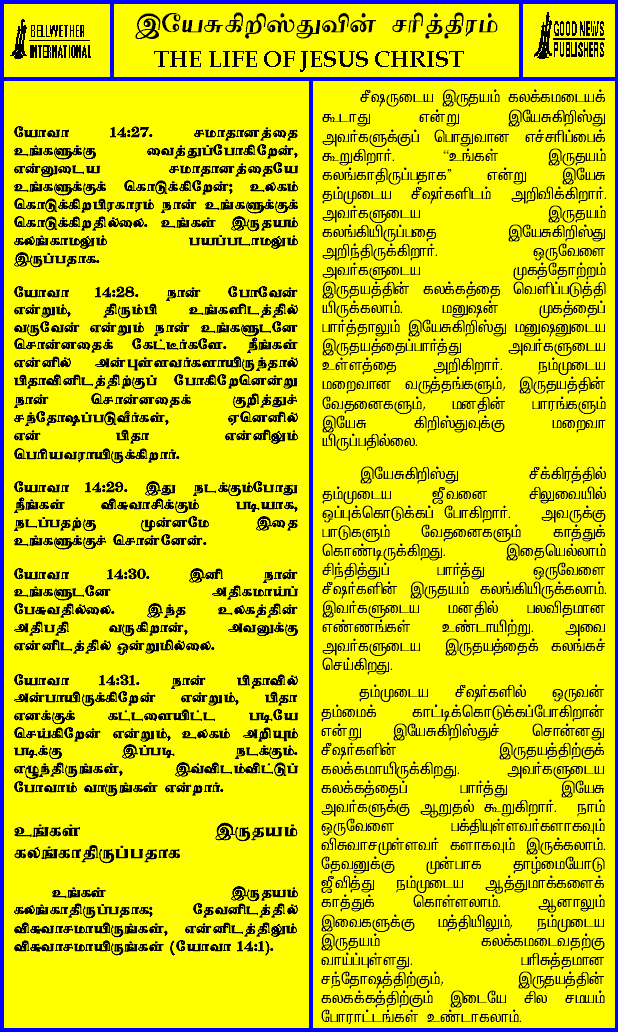 BELLWETHER
INTERNATIONAL
இயேசுகிறிஸ்துவின் சரித்திரம்
THE LIFE OF JESUS CHRIST
GOOD NEWS
PUBLISHERS
யோவா 14:27. சமாதானத்தை
உங்களுக்கு வைத்துப்போகிறேன்,
என்னுடைய சமாதானத்தையே
உங்களுக்குக் கொடுக்கிறேன்; உலகம்
கொடுக்கிறபிரகாரம் நான் உங்களுக்குக்
கொடுக்கிறதில்லை. உங்கள் இருதயம்
கலங்காமலும் பயப்படாமலும்
இருப்பதாக.
யோவா 14:28. நான் போவேன்
என்றும், திரும்பி உங்களிடத்தில்
வருவேன் என்றும் நான் உங்களுடனே
சொன்னதைக் கேட்டீர்களே. நீங்கள்
என்னில் அன்புள்ளவர்களாயிருந்தால்
பிதாவினிடத்திற்குப் போகிறேனென்று
நான் சொன்னதைக் குறித்துச்
சந்தோஷப்படுவீர்கள், ஏனெனில்
என் பிதா என்னிலும்
பெரியவராயிருக்கிறார்.
யோவா 14:29. இது நடக்கும்போது
நீங்கள் விசுவாசிக்கும் படியாக,
நடப்பதற்கு முன்னமே இதை
உங்களுக்குச் சொன்னேன்.
யோவா 14:30. இனி நான்
உங்களுடனே அதிகமாய்ப்
பேசுவதில்லை. இந்த உலகத்தின்
அதிபதி வருகிறான், அவனுக்கு
என்னிடத்தில் ஒன்றுமில்லை.
யோவா 14:31. நான் பிதாவில்
அன்பாயிருக்கிறேன் என்றும், பிதா
எனக்குக் கட்டளையிட்ட படியே
செய்கிறேன் என்றும், உலகம் அறியும்
படிக்கு இப்படி நடக்கும்.
எழுந்திருங்கள், இவ்விடம்விட்டுப்
போவாம் வாருங்கள் என்றார்.
உங்கள் இருதயம்
கலங்காதிருப்பதாக
உங்கள் இருதயம்
கலங்காதிருப்பதாக; தேவனிடத்தில்
விசுவாசமாயிருங்கள், என்னிடத்திலும்
விசுவாசமாயிருங்கள் (யோவா 14:1).
சீஷருடைய இருதயம் கலக்கமடையக்
கூடாது என்று இயேசுகிறிஸ்து
அவர்களுக்குப் பொதுவான எச்சரிப்பைக்
கூறுகிறார். "உங்கள் இருதயம்
கலங்காதிருப்பதாக" என்று இயேசு
தம்முடைய சீஷர்களிடம் அறிவிக்கிறார்.
அவர்களுடைய இருதயம்
கலங்கியிருப்பதை இயேசுகிறிஸ்து
அறிந்திருக்கிறார். ஒருவேளை
அவர்களுடைய முகத்தோற்றம்
இருதயத்தின் கலக்கத்தை வெளிப்படுத்தி
யிருக்கலாம். மனுஷன் முகத்தைப்
பார்த்தாலும் இயேசுகிறிஸ்து மனுஷனுடைய
இருதயத்தைப்பார்த்து அவர்களுடைய
உள்ளத்தை அறிகிறார். நம்முடைய
மறைவான வருத்தங்களும், இருதயத்தின்
வேதனைகளும், மனதின் பாரங்களும்
இயேசு கிறிஸ்துவுக்கு மறைவா
யிருப்பதில்லை.
இயேசுகிறிஸ்து சீக்கிரத்தில்
தம்முடைய ஜீவனை சிலுவையில்
ஒப்புக்கொடுக்கப் போகிறார். அவருக்கு
பாடுகளும் வேதனைகளும் காத்துக்
கொண்டிருக்கிறது. இதையெல்லாம்
சிந்தித்துப் பார்த்து ஒருவேளை
சீஷர்களின் இருதயம் கலங்கியிருக்கலாம்.
இவர்களுடைய மனதில் பலவிதமான
எண்ணங்கள் உண்டாயிற்று. அவை
அவர்களுடைய இருதயத்தைக் கலங்கச்
செய்கிறது.
தம்முடைய சீஷர்களில் ஒருவன்
தம்மைக் காட்டிக்கொடுக்கப்போகிறான்
என்று இயேசுகிறிஸ்துச் சொன்னது
சீஷர்களின் இருதயத்திற்குக்
கலக்கமாயிருக்கிறது. அவர்களுடைய
கலக்கத்தைப் பார்த்து இயேசு
அவர்களுக்கு ஆறுதல் கூறுகிறார். நாம்
ஒருவேளை பக்தியுள்ளவர்களாகவும்
விசுவாசமுள்ளவர் களாகவும் இருக்கலாம்.
தேவனுக்கு முன்பாக தாழ்மையோடு
ஜீவித்து நம்முடைய ஆத்துமாக்களைக்
காத்துக் கொள்ளலாம். ஆனாலும்
இவைகளுக்கு மத்தியிலும், நம்முடைய
இருதயம் கலக்கமடைவதற்கு
வாய்ப்புள்ளது. பரிசுத்தமான
சந்தோஷத்திற்கும், இருதயத்தின்
கலகக்கத்திற்கும் இடையே சில சமயம்
போராட்டங்கள் உண்டாகலாம்.